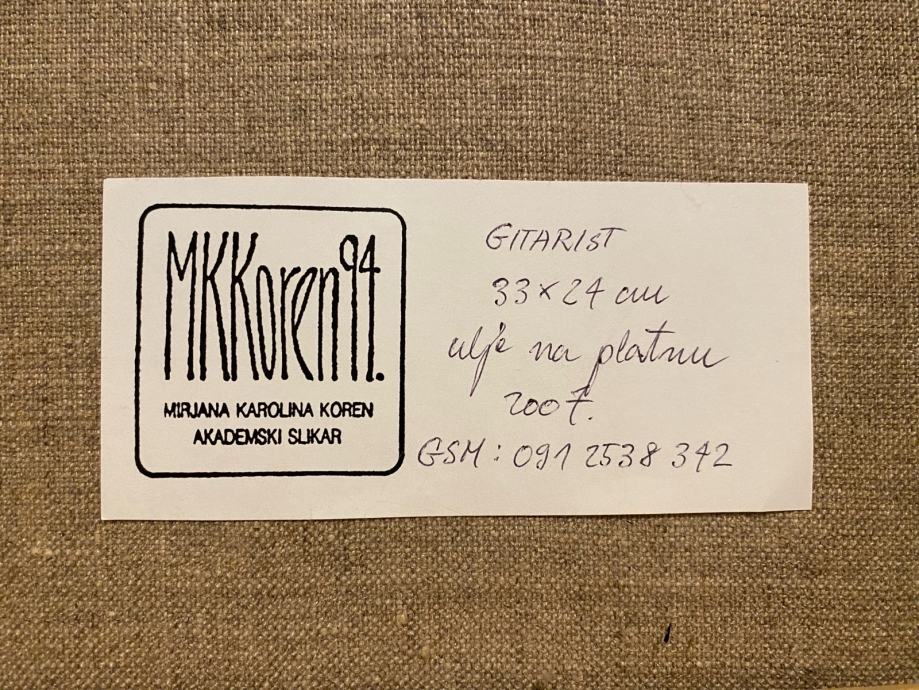 MKKoren94.
MIRJANA KAROLINA KOREN
AKADEMSKI SLIKAR
GITARIST
33×24 cm
ulje na platnu
2007.
GSM: 091 2538 342